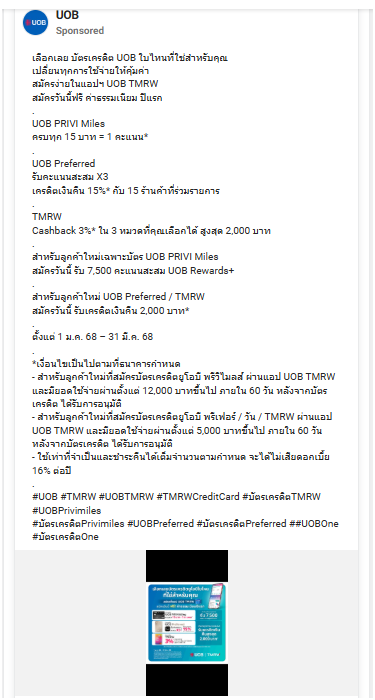 UOB
UOB
Sponsored
เลือกเลย บัตรเครดิต UOB ใบไหนที่ใช่สำหรับคุณ
เปลี่ยนทุกการใช้จ่ายให้คุ้มค่า
สมัครง่ายในแอปฯ UOB TMRW
สมัครวันนี้ฟรี ค่าธรรมเนียม ปีแรก
.
UOB PRIVI Miles
ครบทุก 15 บาท = 1 คะแนน*
.
UOB Preferred
รับคะแนนสะสม X3
เครดิตเงินคืน 15%* กับ 15 ร้านค้าที่ร่วมรายการ
.
TMRW
Cashback 3%* ใน 3 หมวดที่คุณเลือกได้ สูงสุด 2,000 บาท
.
สำหรับลูกค้าใหม่เฉพาะบัตร UOB PRIVI Miles
สมัครวันนี้ รับ 7,500 คะแนนสะสม UOB Rewards+
.
สำหรับลูกค้าใหม่ UOB Preferred / TMRW
สมัครวันนี้ รับเครดิตเงินคืน 2,000 บาท*
.
ตั้งแต่ 1 ม.ค. 68 – 31 มี.ค. 68
.
*เงื่อนไขเป็นไปตามที่ธนาคารกำหนด
- สำหรับลูกค้าใหม่ที่สมัครบัตรเครดิตยูโอบี พรีวิไมลส์ ผ่านแอป UOB TMRW
และมียอดใช้จ่ายผ่านตั้งแต่ 12,000 บาทขึ้นไป ภายใน 60 วัน หลังจากบัตร
เครดิต ได้รับการอนุมัติ
- สำหรับลูกค้าใหม่ที่สมัครบัตรเครดิตยูโอบี พรีเฟอร์ / วัน / TMRW ผ่านแอป
UOB TMRW และมียอดใช้จ่ายผ่านตั้งแต่ 5,000 บาทขึ้นไป ภายใน 60 วัน
หลังจากบัตรเครดิต ได้รับการอนุมัติ
- ใช้เท่าที่จำเป็นและชำระคืนได้เต็มจำนวนตามกำหนด จะได้ไม่เสียดอกเบี้ย
16% ต่อปี
.
#UOB #TMRW #UOBTMRW #TMRWCreditCard #บัตรเครดิตTMRW
#UOBPrivimiles
#บัตรเครดิตPrivimiles #UOBPreferred #บัตรเครดิตPreferred ##UOBOne
#บัตรเครดิตOne
ที่ใช่สำหรับคุณ
7,500
UOB TMRW